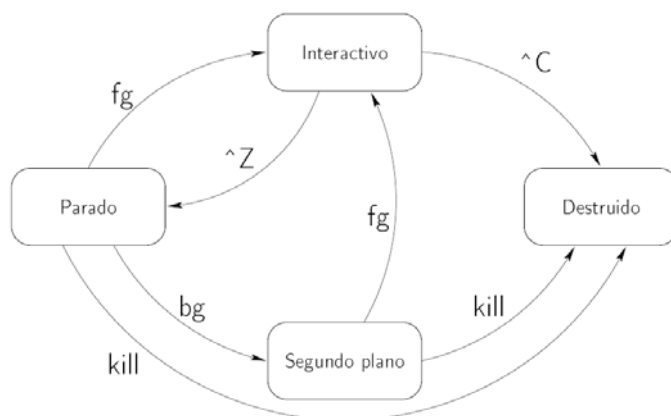 Interactivo
^C
fg
^Z
Parado
Destruido
fg
bg
kill
Segundo plano
kill